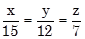 x/15 = y/12 = z/7